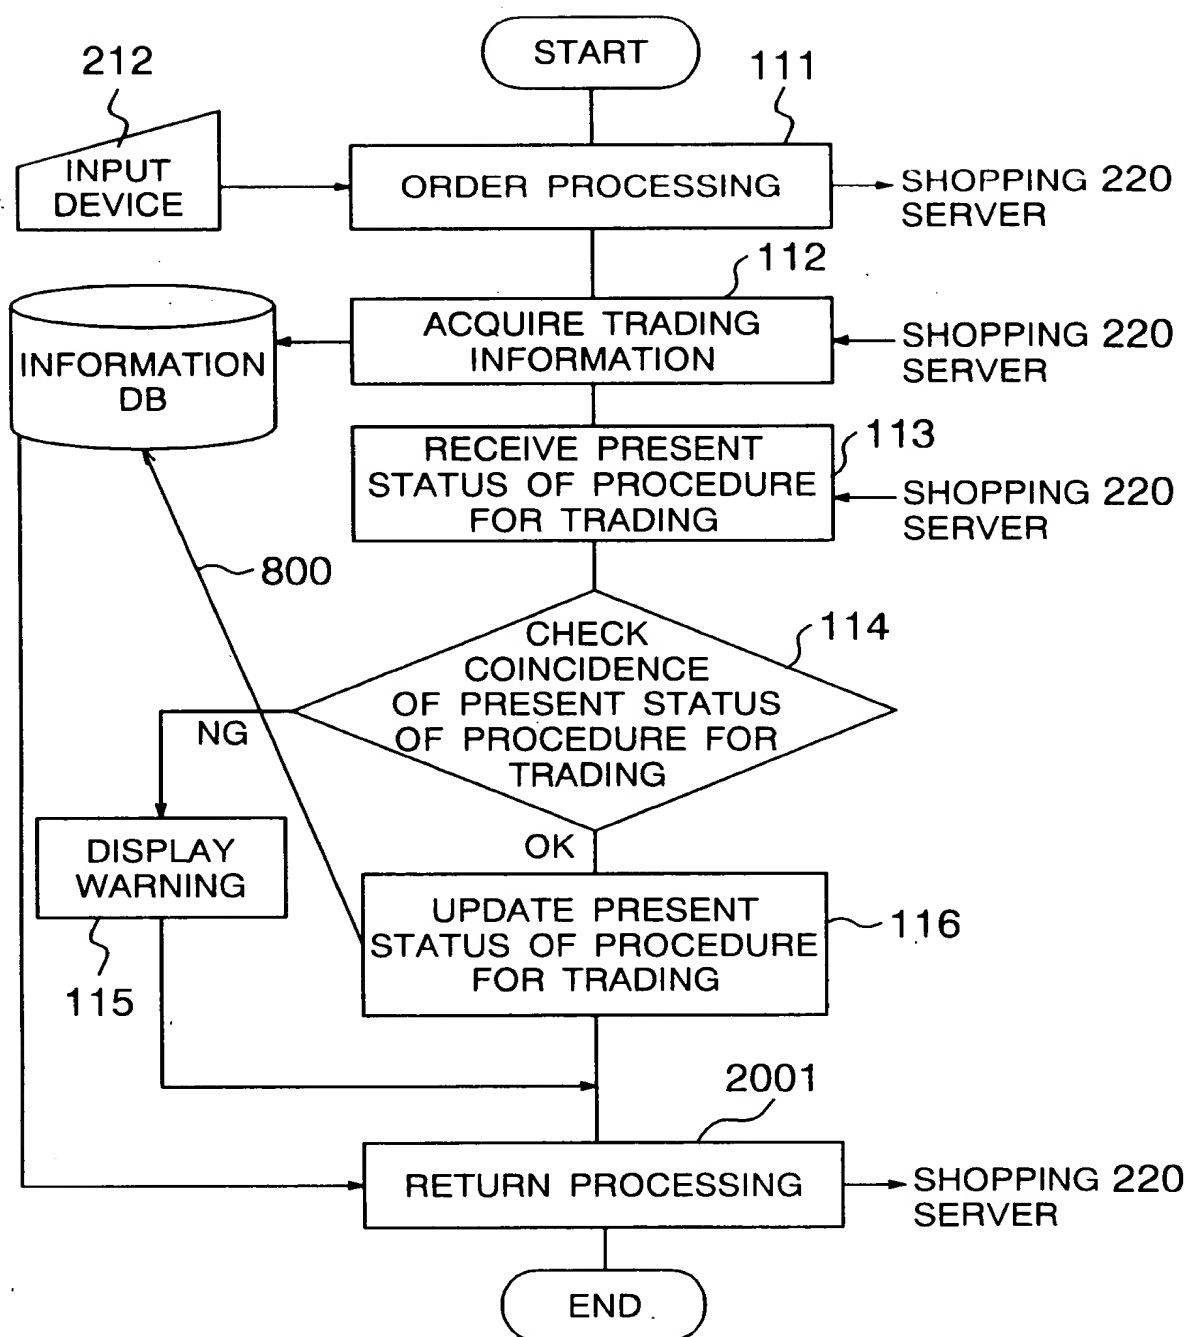 START
212
111
INPUT
DEVICE
ORDER PROCESSING
SHOPPING 220
SERVER
112
ACQUIRE TRADING
INFORMATION
SHOPPING 220
SERVER
INFORMATION
DB
RECEIVE PRESENT
STATUS OF PROCEDURE
FOR TRADING
113
SHOPPING 220
SERVER
800
CHECK
COINCIDENCE
OF PRESENT STATUS
OF PROCEDURE FOR
TRADING
114
NG
OK
DISPLAY
WARNING
115
UPDATE PRESENT
STATUS OF PROCEDURE
FOR TRADING
116
2001
RETURN PROCESSING
SHOPPING 220
SERVER
END